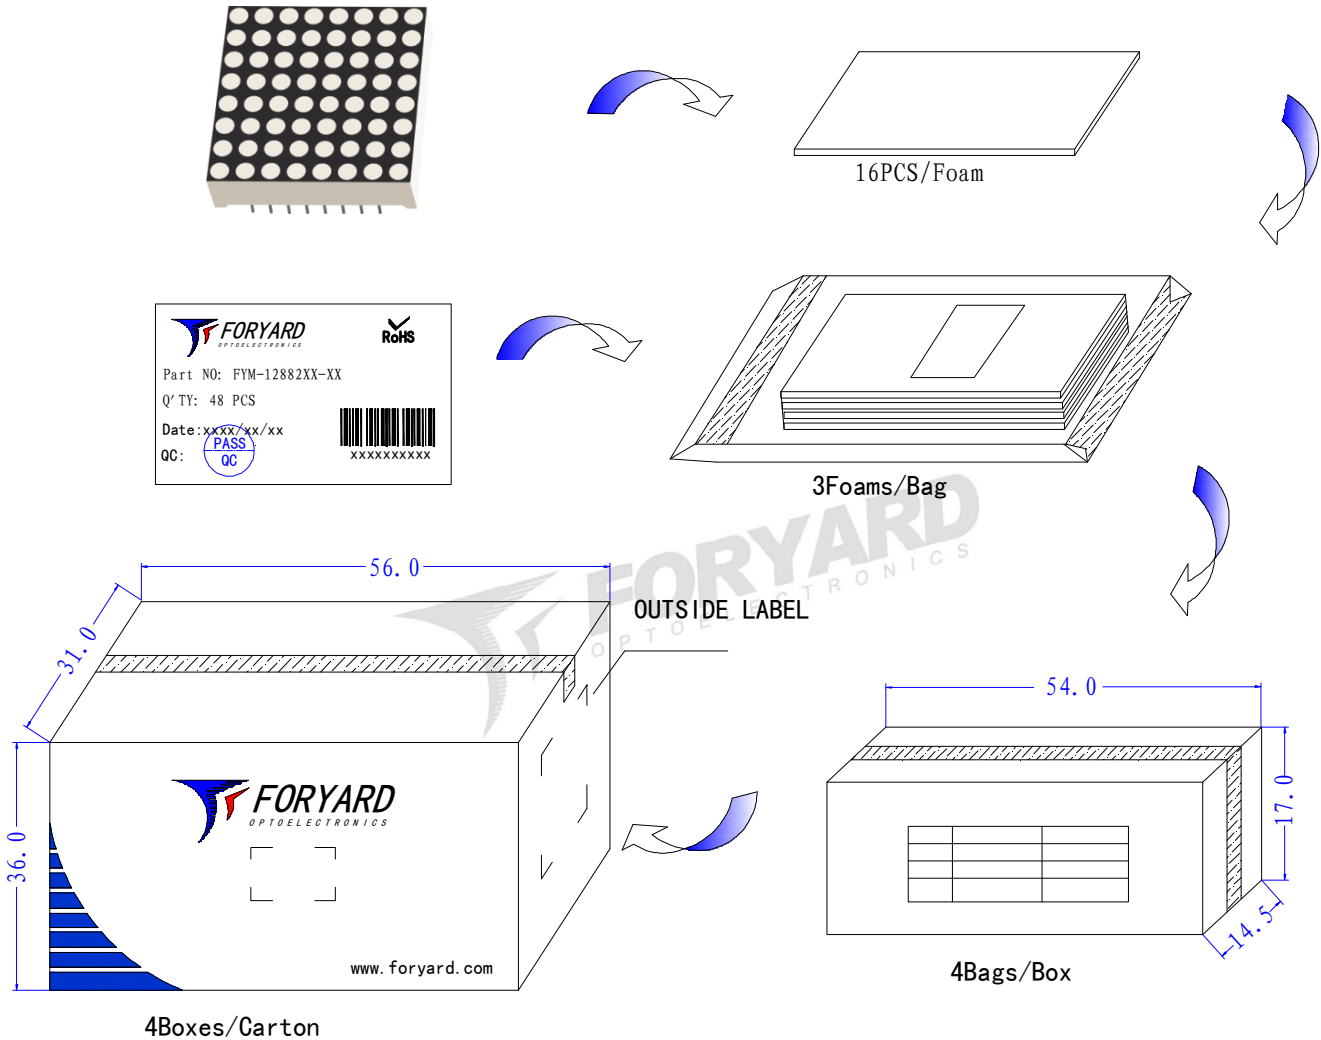 16PCS/Foam
FORYARD
OPTOELECTRONICS
RoHS
Part NO: FYM-12882XX-XX
Q'TY: 48 PCS
Date:xxxx/xx/xx
QC:
PASS
QC
xxxxxxxxxx
3Foams/Bag
FORYARD
OPTOELECTRONICS
56.0
31.0
36.0
OUTSIDE LABEL
FORYARD
OPTOELECTRONICS
www.foryard.com
4Boxes/Carton
54.0
17.0
14.5
4Bags/Box